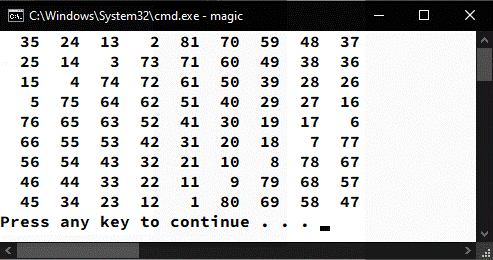 C:\Windows\System32\cmd.exe - magic
35 24 13 2 81 70 59 48 37
25 14 3 73 71 60 49 38 36
15 4 74 72 61 50 39 28 26
5 75 64 62 51 40 29 27 16
76 65 63 52 41 30 19 17 6
66 55 53 42 31 20 18 7 77
56 54 43 32 21 10 8 78 67
46 44 33 22 11 9 79 68 57
45 34 23 12 1 80 69 58 47
Press any key to continue . . .